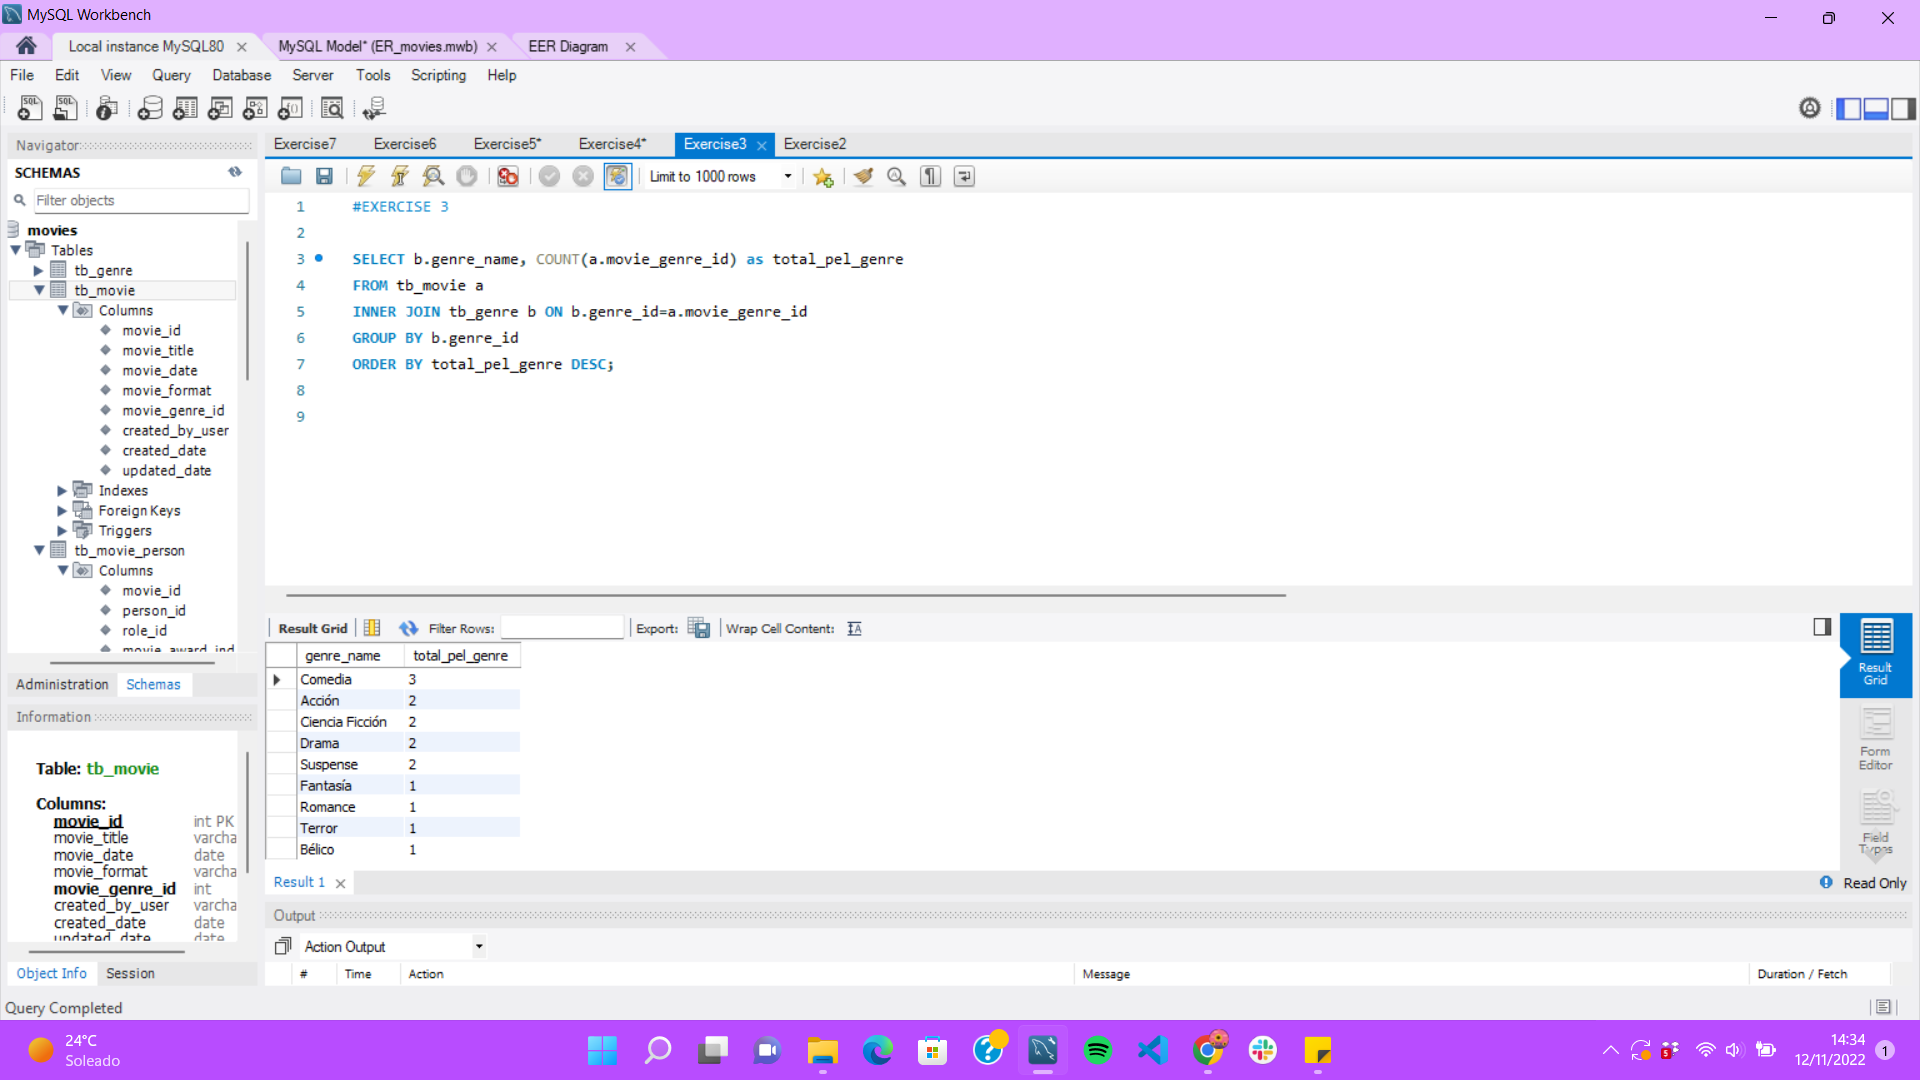 MySQL Workbench
Local instance MySQL80
MySQL Model* (ER_movies.mwb)
EER Diagram
File Edit View Query Database Server Tools Scripting Help
Navigator
SCHEMAS
Filter objects
movies
Tables
tb_genre
tb_movie
Columns
movie_id
movie_title
movie_date
movie_format
movie_genre_id
created_by_user
created_date
updated_date
Indexes
Foreign Keys
Triggers
tb_movie_person
Columns
movie_id
person_id
role_id
movie_award_ind
Administration Schemas
Information
Table: tb_movie
Columns:
movie_id int PK
movie_title varcha
movie_date date
movie_format varcha
movie_genre_id int
created_by_user varcha
created_date date
updated_date date
Object Info Session
Query Completed
Exercise7 Exercise6 Exercise5* Exercise4* Exercise3 Exercise2
Limit to 1000 rows
1 #EXERCISE 3
2
3 SELECT b.genre_name, COUNT(a.movie_genre_id) as total_pel_genre
4 FROM tb_movie a
5 INNER JOIN tb_genre b ON b.genre_id=a.movie_genre_id
6 GROUP BY b.genre_id
7 ORDER BY total_pel_genre DESC;
8
9
Result Grid Filter Rows: Export: Wrap Cell Content:
genre_name total_pel_genre
Comedia 3
Acción 2
Ciencia Ficción 2
Drama 2
Suspense 2
Fantasía 1
Romance 1
Terror 1
Bélico 1
Result Grid
Form Editor
Field Types
Result 1
Read Only
Output
Action Output
# Time Action Message Duration / Fetch
24°C
Soleado
14:34
12/11/2022
1